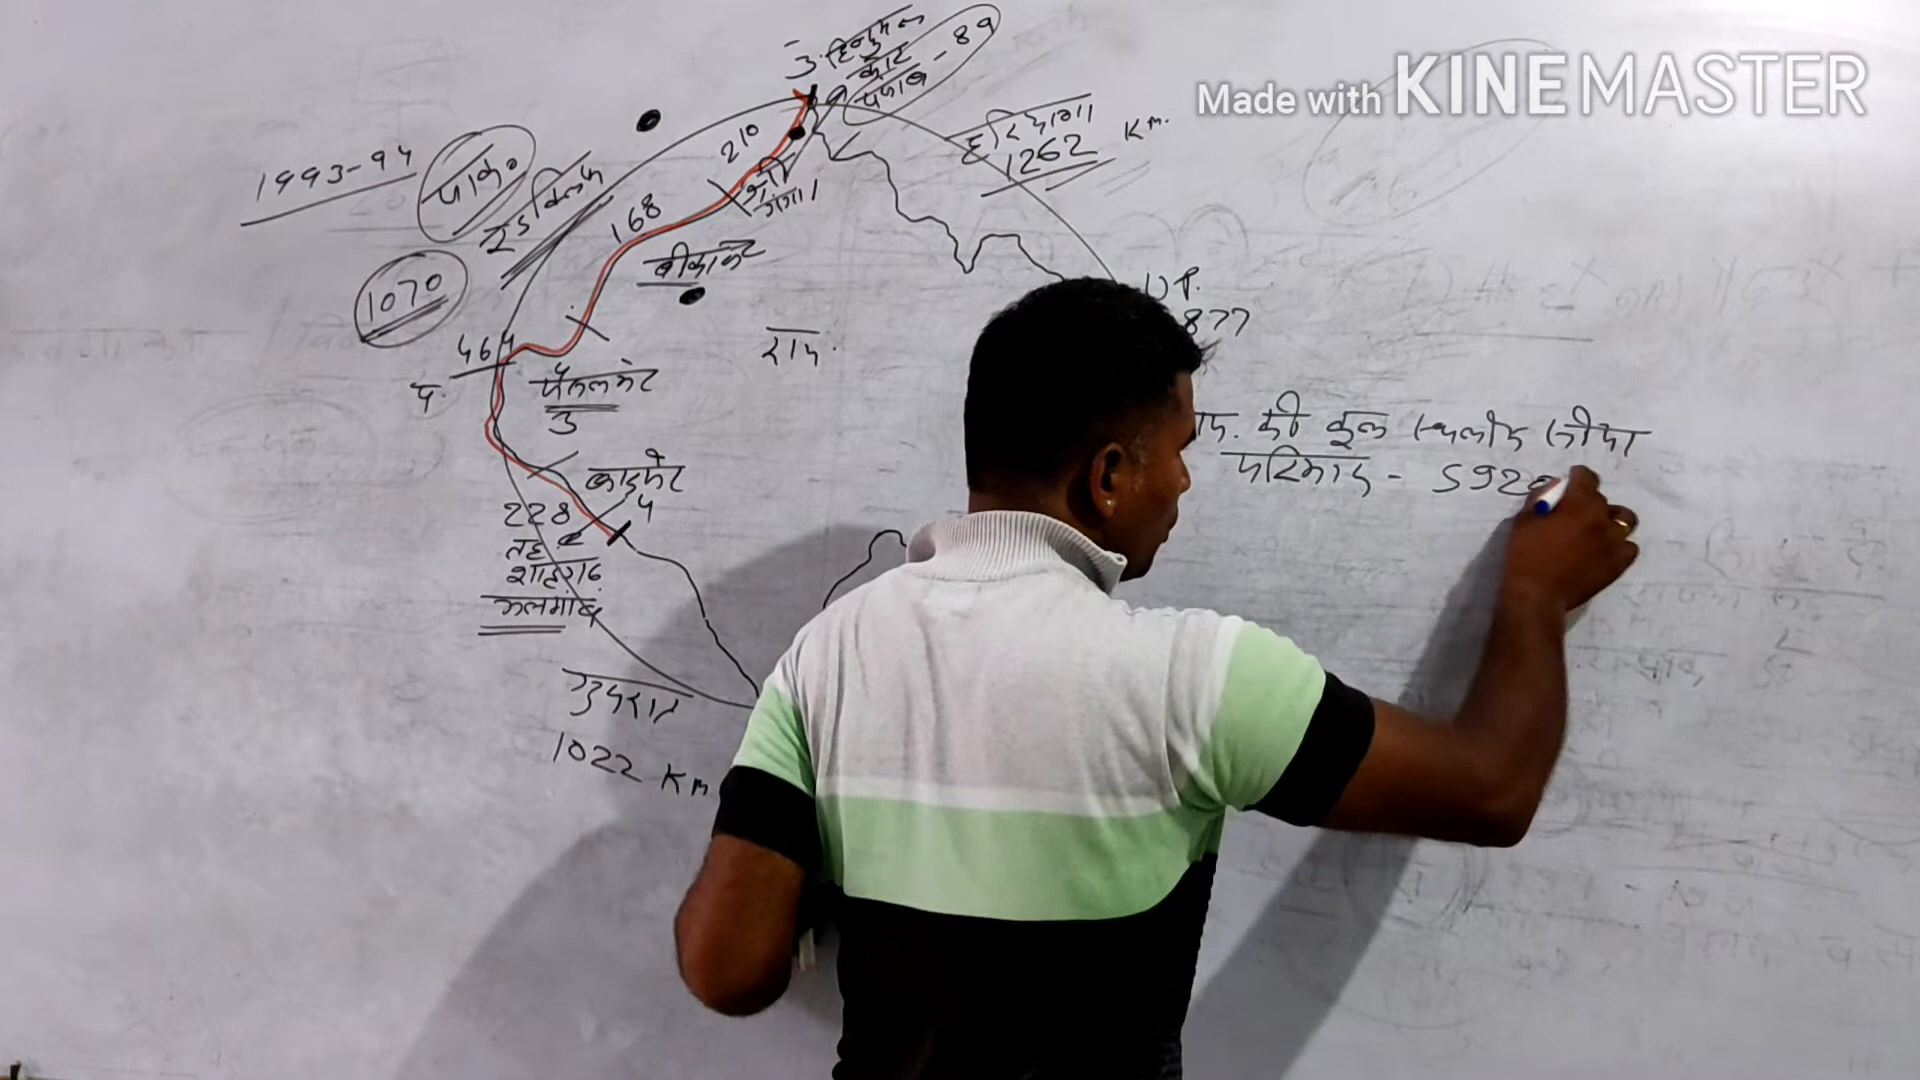 Made with KINEMASTER
उ. हिन्दुमल
कोट
पंजाब - 89
हरियाणा
1262 Km.
1993-94
पाक०
रेडक्लिफ
210
श्री
गंगा।
168
बीकानेर
1070
464
प.
जैसलमेर
3
राज.
U.P.
877
बाड़मेर
4
228
शाहगढ़
गुजरात
1022 Km
की कुल स्थलीय सीमा
परिमाप - 5920